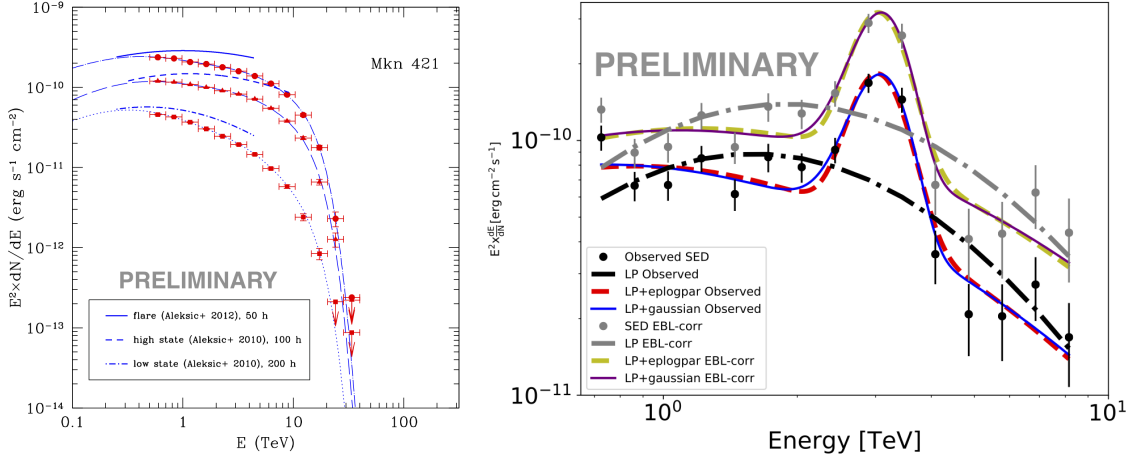 10−9
10−10
10−11
10−12
10−13
10−14
E²×dN/dE (erg s⁻¹ cm⁻²)
Mkn 421
PRELIMINARY
flare (Aleksic+ 2012), 50 h
high state (Aleksic+ 2010), 100 h
low state (Aleksic+ 2010), 200 h
0.1 1 10 100
E (TeV)
PRELIMINARY
10⁻¹⁰
10⁻¹¹
E²x dE/dN [erg cm⁻² s⁻¹]
Observed SED
LP Observed
LP+eplogpar Observed
LP+gaussian Observed
SED EBL-corr
LP EBL-corr
LP+eplogpar EBL-corr
LP+gaussian EBL-corr
10⁰ 10¹
Energy [TeV]